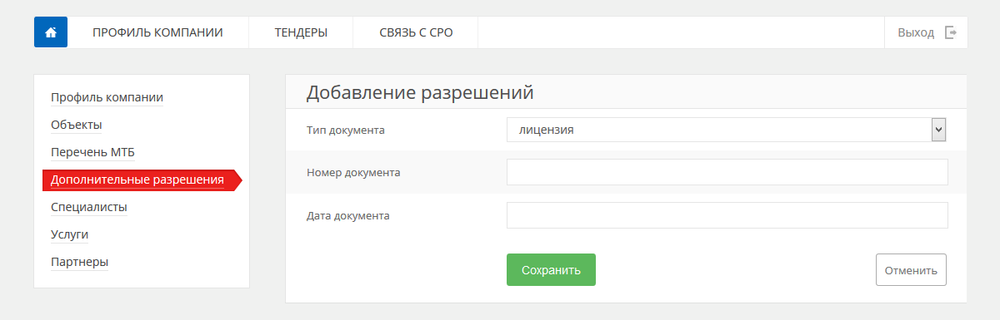 ПРОФИЛЬ КОМПАНИИ ТЕНДЕРЫ СВЯЗЬ С СРО Выход
Профиль компании
Объекты
Перечень МТБ
Дополнительные разрешения
Специалисты
Услуги
Партнеры
Добавление разрешений
Тип документа лицензия
Номер документа
Дата документа
Сохранить Отменить